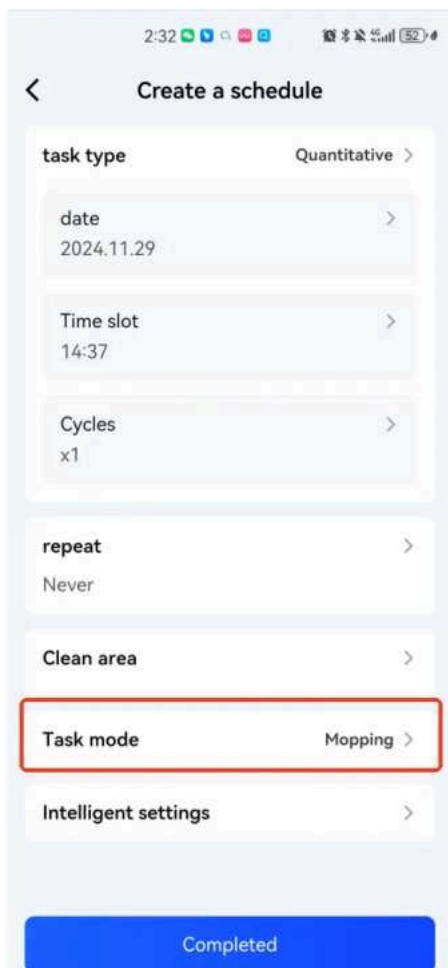 2:32
52
Create a schedule
task type
Quantitative
date
2024.11.29
Time slot
14:37
Cycles
x1
repeat
Never
Clean area
Task mode
Mopping
Intelligent settings
Completed